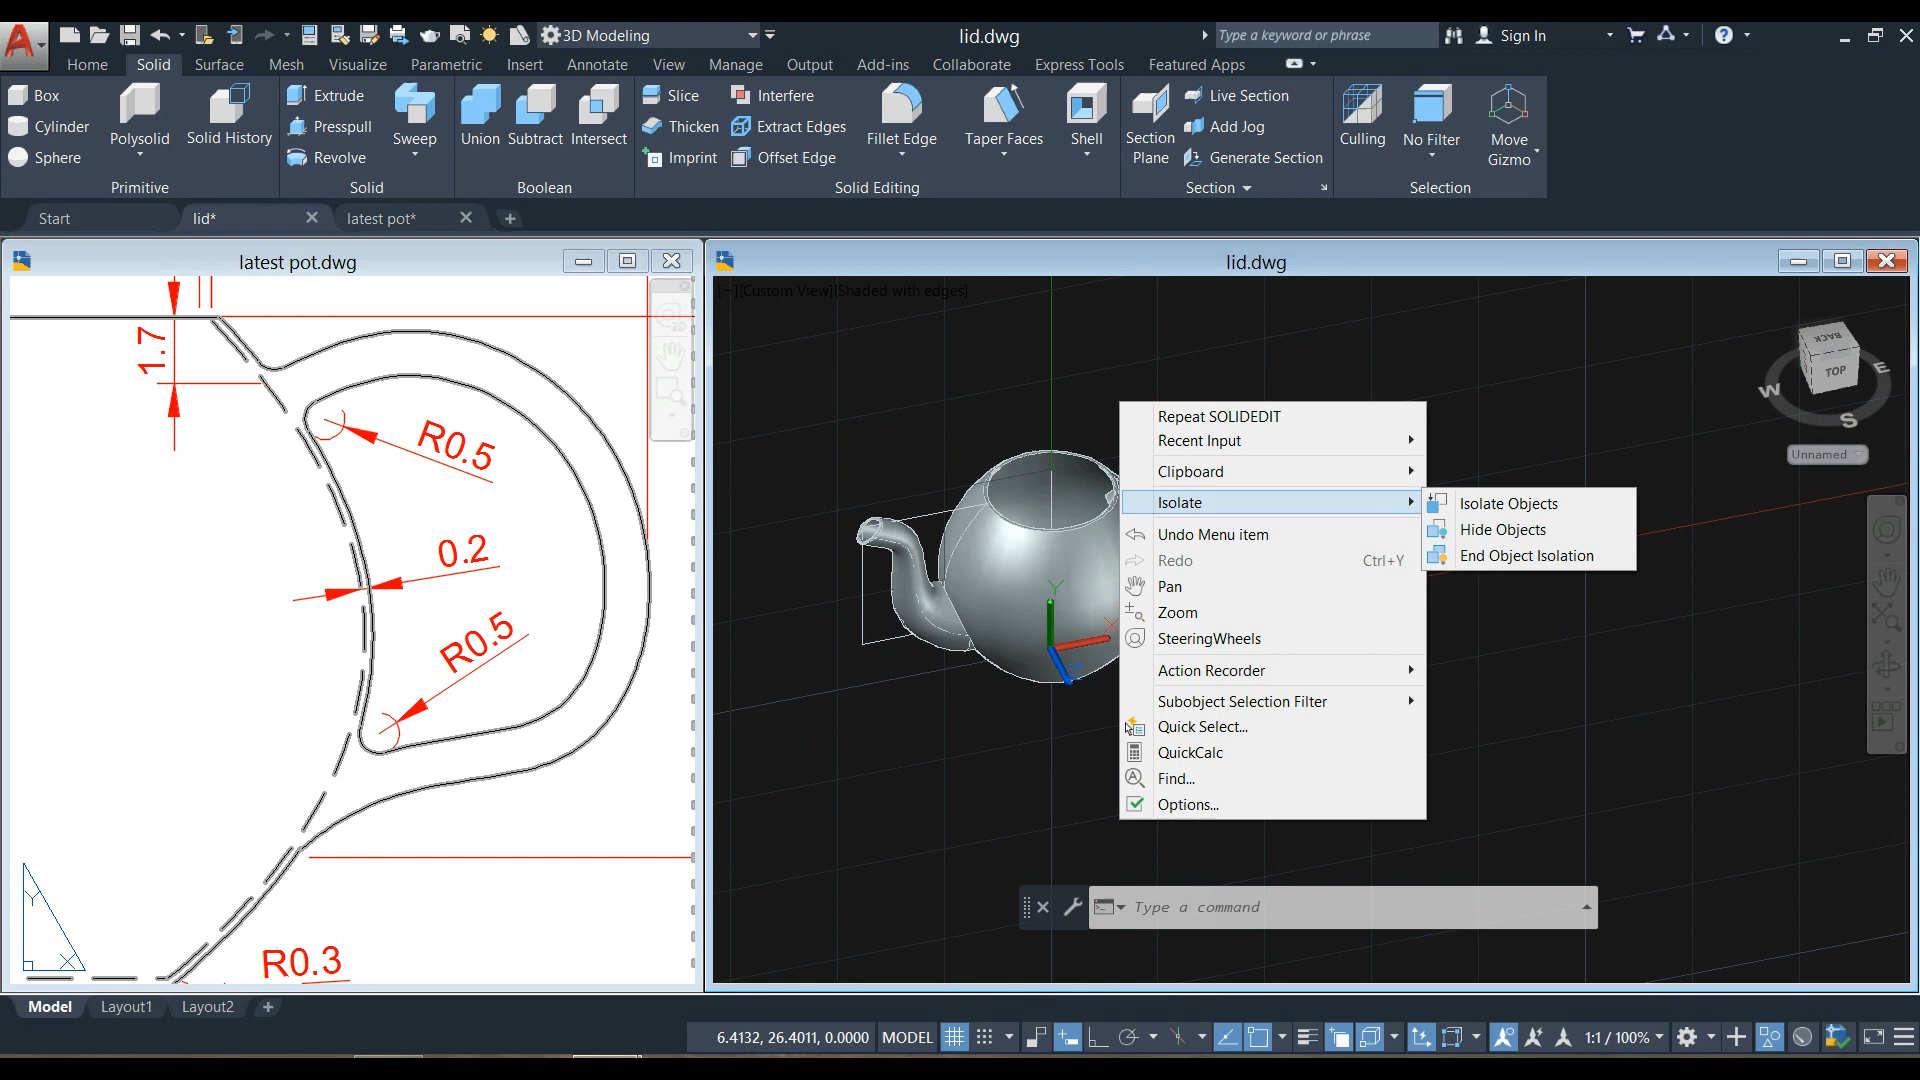 3D Modeling
lid.dwg
Type a keyword or phrase
Sign In
Home Solid Surface Mesh Visualize Parametric Insert Annotate View Manage Output Add-ins Collaborate Express Tools Featured Apps
Box
Cylinder
Sphere
Polysolid
Solid History
Primitive
Extrude
Presspull
Revolve
Sweep
Solid
Union
Subtract
Intersect
Boolean
Slice
Thicken
Imprint
Interfere
Extract Edges
Offset Edge
Fillet Edge
Taper Faces
Shell
Solid Editing
Section
Plane
Live Section
Add Jog
Generate Section
Section
Culling
No Filter
Move
Gizmo
Selection
Start
lid*
latest pot*
latest pot.dwg
1.7
R0.5
0.2
R0.5
R0.3
Y
X
lid.dwg
[−][Custom View][Shaded with edges]
BACK
TOP
W
S
E
Unnamed
Y
X
Repeat SOLIDEDIT
Recent Input
Clipboard
Isolate
Undo Menu item
Redo Ctrl+Y
Pan
Zoom
SteeringWheels
Action Recorder
Subobject Selection Filter
Quick Select...
QuickCalc
Find...
Options...
Isolate Objects
Hide Objects
End Object Isolation
Type a command
Model
Layout1
Layout2
6.4132, 26.4011, 0.0000
MODEL
1:1 / 100%